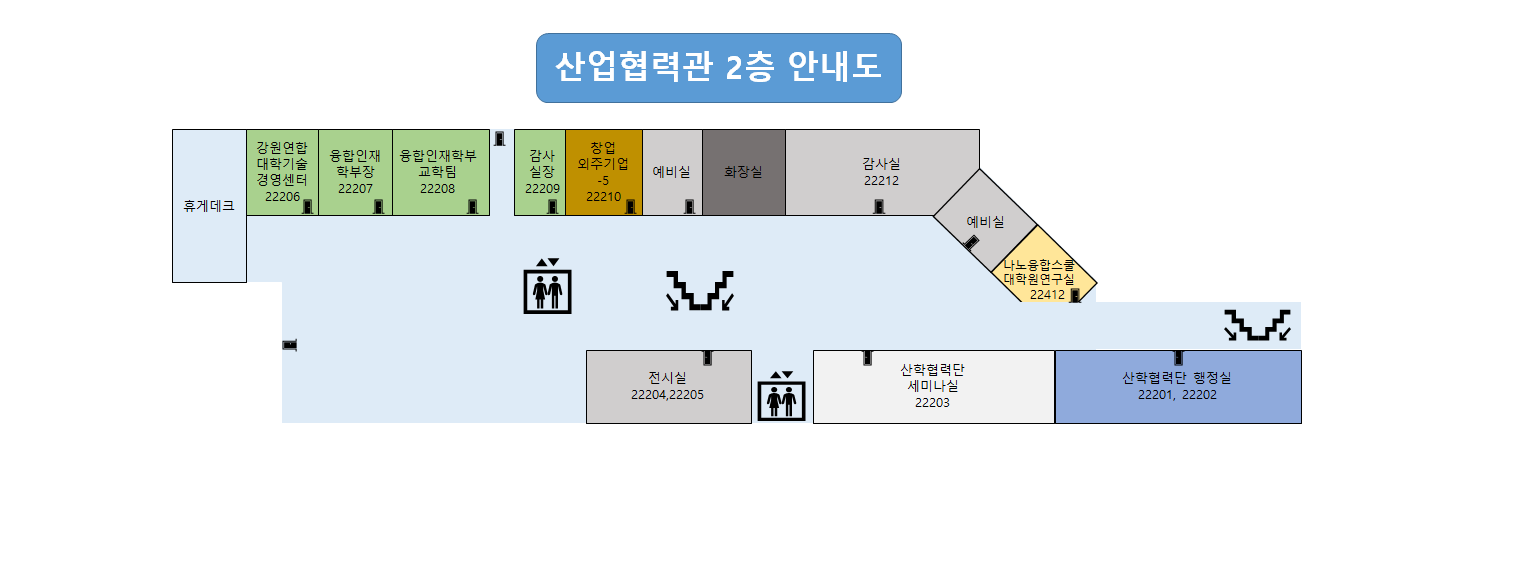 산업협력관 2층 안내도
휴게데크
강원연합
대학기술
경영센터
22206
융합인재
학부장
22207
융합인재학부
교학팀
22208
감사
실장
22209
창업
외주기업
-5
22210
예비실
화장실
감사실
22212
예비실
나노융합스쿨
대학원연구실
22412
전시실
22204,22205
산학협력단
세미나실
22203
산학협력단 행정실
22201, 22202